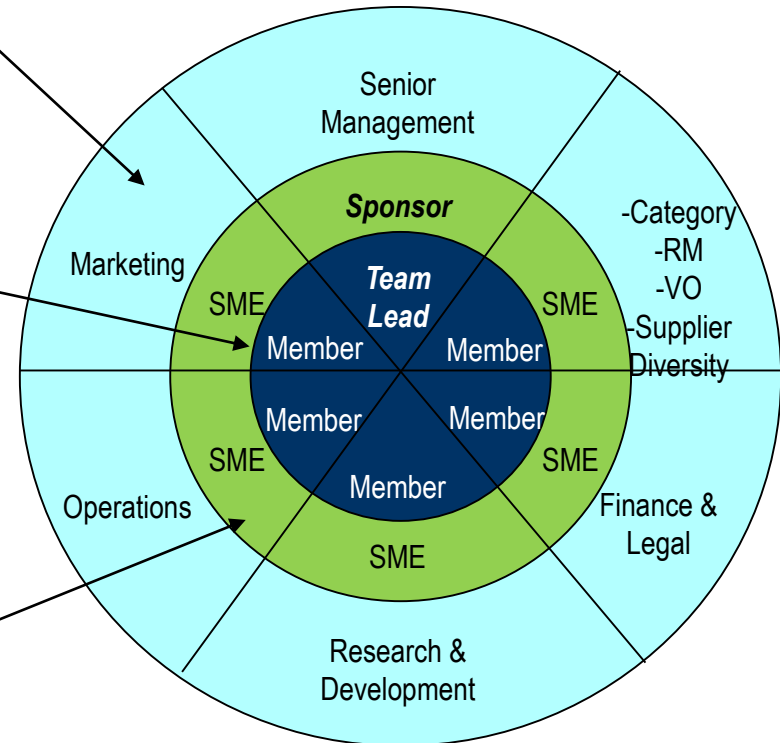 Senior
Management
Sponsor
-Category
-RM
-VO
-Supplier
Diversity
Marketing
SME
Team
Lead
SME
Member
Member
Member
Member
Member
SME
SME
SME
Operations
Finance &
Legal
Research &
Development